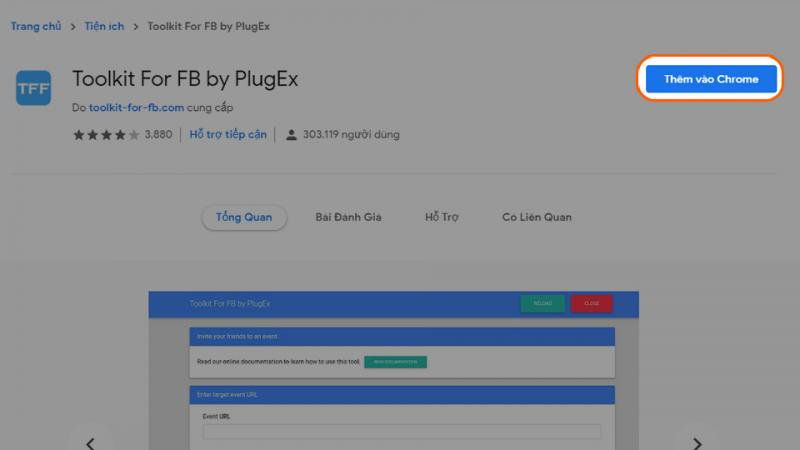 Trang chủ > Tiện ích > Toolkit For FB by PlugEx
TFF
Toolkit For FB by PlugEx
Thêm vào Chrome
Do toolkit-for-fb.com cung cấp
3.880 | Hỗ trợ tiếp cận | 303.119 người dùng
Tổng Quan Bài Đánh Giá Hỗ Trợ Có Liên Quan
Toolkit For FB by PlugEx RELOAD CLOSE
Invite your friends to an event
Read our online documentation to learn how to use this tool.
Enter target event URL
Event URL